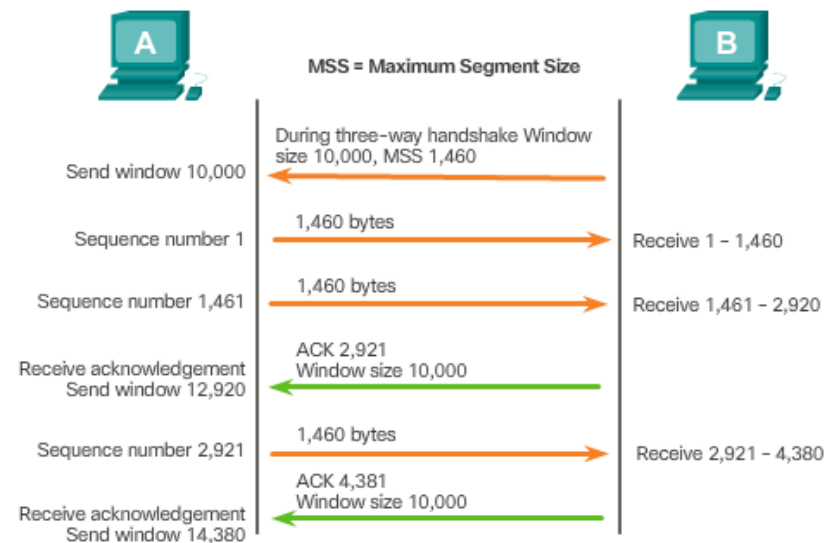 A
B
MSS = Maximum Segment Size
During three-way handshake Window
size 10,000, MSS 1,460
Send window 10,000
1,460 bytes
Sequence number 1
Receive 1 - 1,460
1,460 bytes
Sequence number 1,461
Receive 1,461 - 2,920
ACK 2,921
Window size 10,000
Receive acknowledgement
Send window 12,920
1,460 bytes
Sequence number 2,921
Receive 2,921 - 4,380
ACK 4,381
Window size 10,000
Receive acknowledgement
Send window 14,380